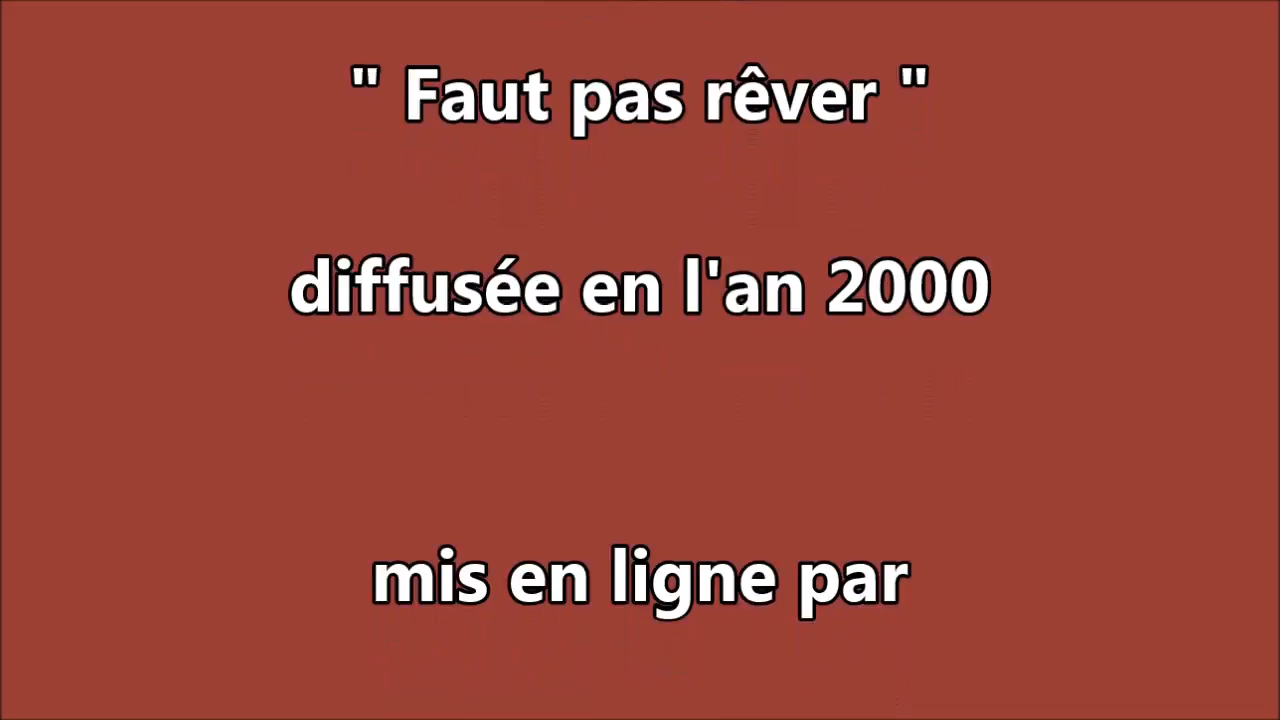 " Faut pas rêver "
diffusée en l'an 2000
mis en ligne par